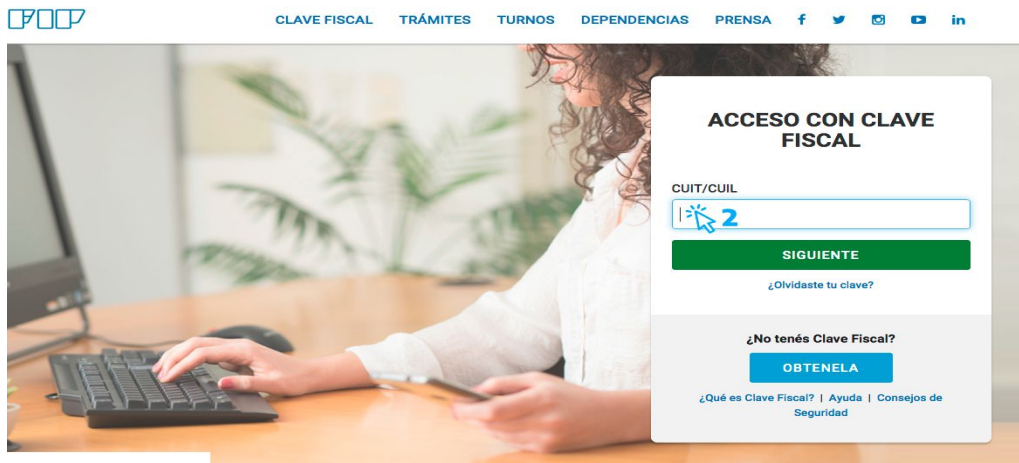 AFIP
CLAVE FISCAL TRÁMITES TURNOS DEPENDENCIAS PRENSA
ACCESO CON CLAVE
FISCAL
CUIT/CUIL
2
SIGUIENTE
¿Olvidaste tu clave?
¿No tenés Clave Fiscal?
OBTENELA
¿Qué es Clave Fiscal? | Ayuda | Consejos de
Seguridad